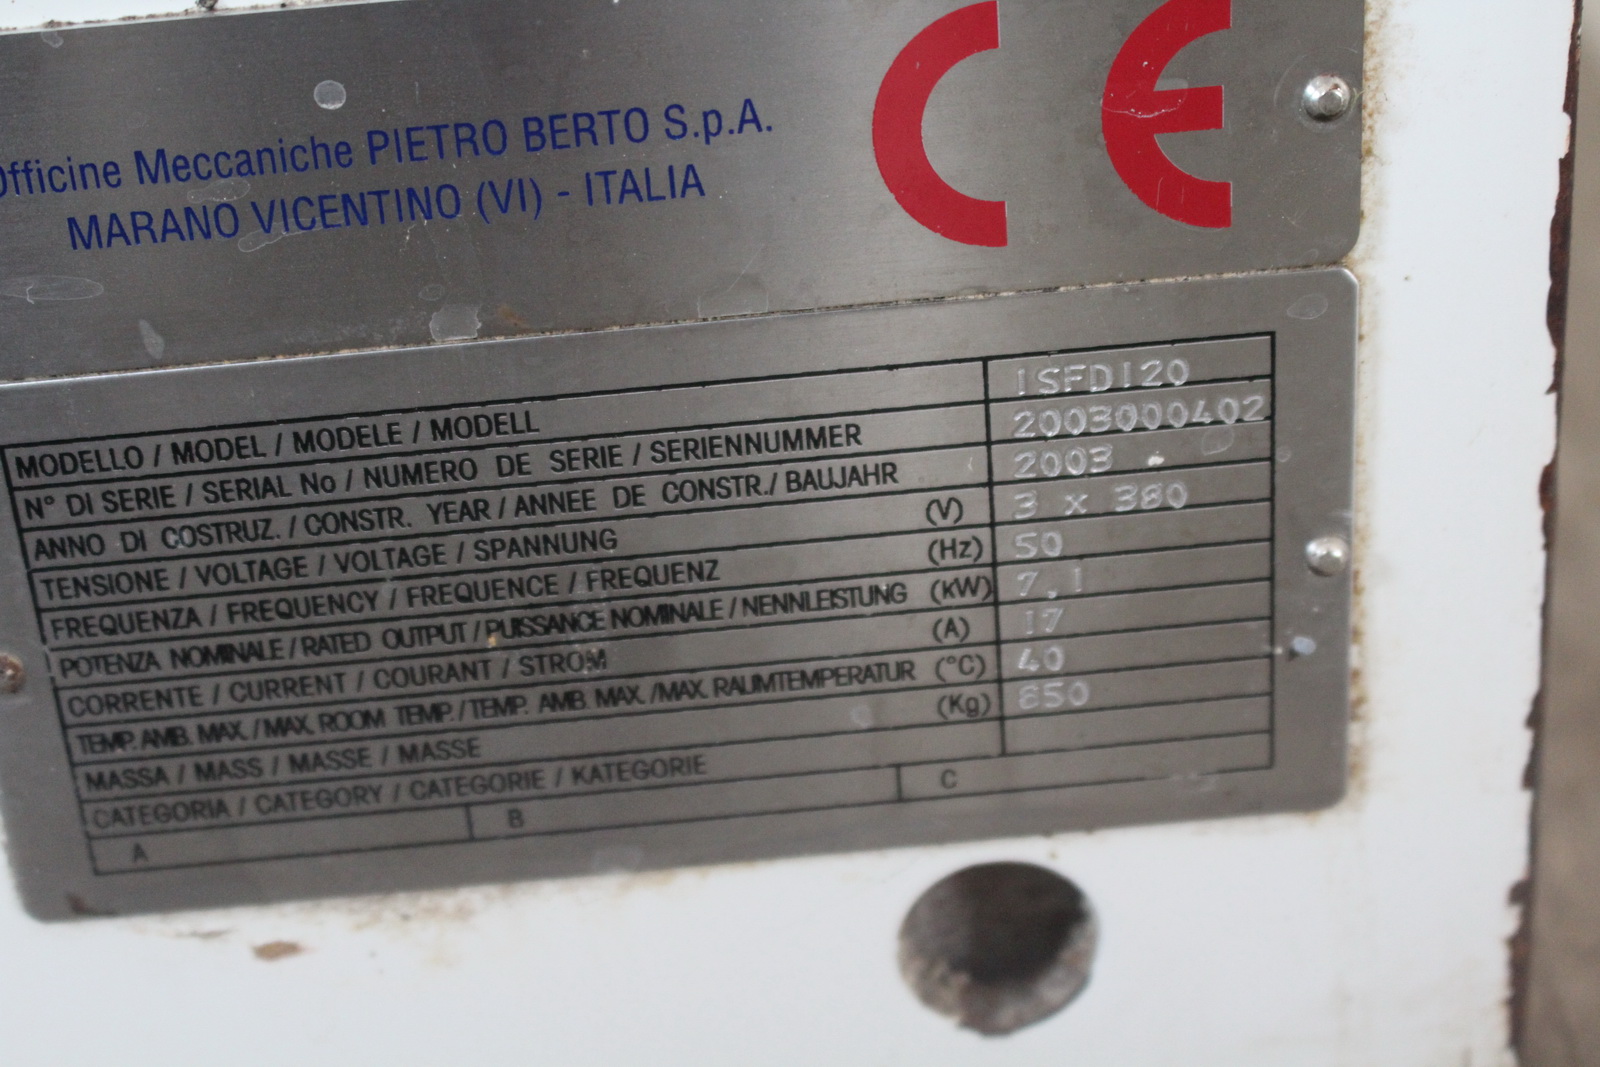 Officine Meccaniche PIETRO BERTO S.p.A.
MARANO VICENTINO (VI) - ITALIA
CE
MODELLO / MODEL / MODELE / MODELL 1SFD120
N° DI SERIE / SERIAL No / NUMERO DE SERIE / SERIENNUMMER 2003000402
ANNO DI COSTRUZ. / CONSTR. YEAR / ANNEE DE CONSTR./ BAUJAHR 2003
TENSIONE / VOLTAGE / VOLTAGE / SPANNUNG (V) 3 x 380
FREQUENZA / FREQUENCY / FREQUENCE / FREQUENZ (Hz) 50
POTENZA NOMINALE / RATED OUTPUT / PUISSANCE NOMINALE / NENNLEISTUNG (KW) 7,1
CORRENTE / CURRENT / COURANT / STROM (A) 17
TEMP. AMB. MAX. / MAX. ROOM TEMP. / TEMP. AMB. MAX. /MAX. RAUMTEMPERATUR (°C) 40
MASSA / MASS / MASSE / MASSE (Kg) 850
CATEGORIA / CATEGORY / CATEGORIE / KATEGORIE
A B C